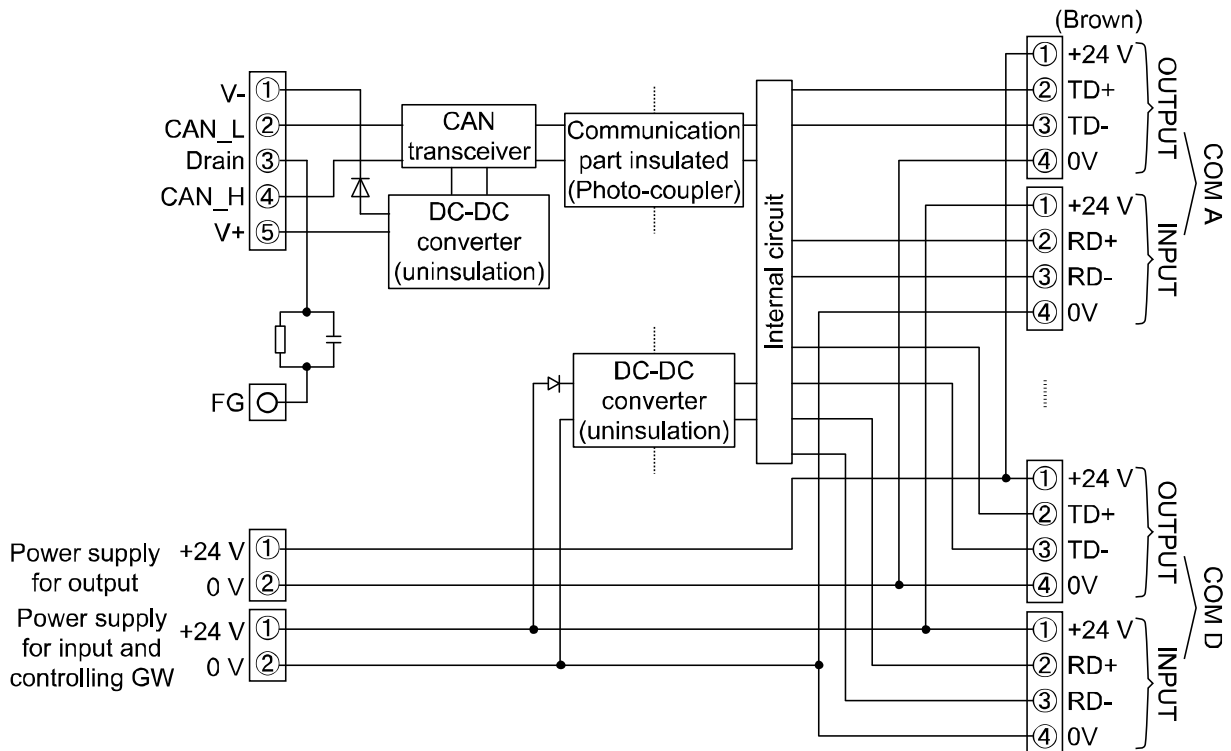 V-
①
CAN_L
②
Drain
③
CAN_H
④
V+
⑤
CAN
transceiver
DC-DC
converter
(uninsulation)
Communication
part insulated
(Photo-coupler)
Internal circuit
FG
DC-DC
converter
(uninsulation)
Power supply
for output
+24 V
①
0 V
②
Power supply
for input and
controlling GW
+24 V
①
0 V
②
(Brown)
① +24 V
② TD+
③ TD-
④ 0V
OUTPUT
① +24 V
② RD+
③ RD-
④ 0V
INPUT
COM A
① +24 V
② TD+
③ TD-
④ 0V
OUTPUT
① +24 V
② RD+
③ RD-
④ 0V
INPUT
COM D